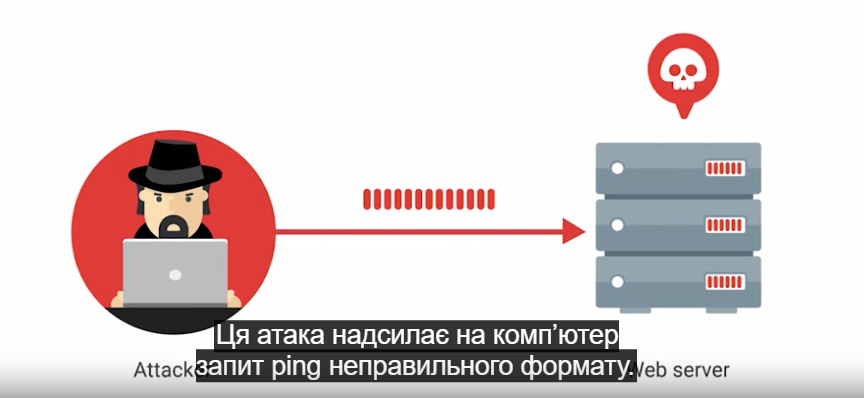 Ця атака надсилає на комп’ютер
Attack
запит ping неправильного формату.
Web server